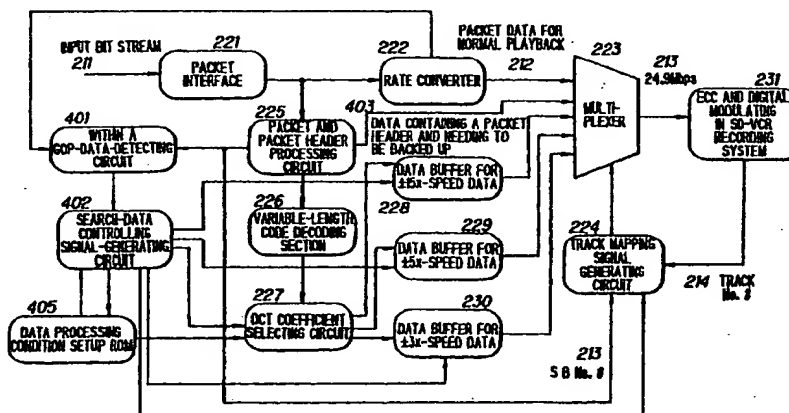 INPUT BIT STREAM
211
221
PACKET
INTERFACE
222
RATE CONVERTER
PACKET DATA FOR
NORMAL PLAYBACK
212
223
MULTI-
PLEXER
213
24.9Mbps
231
ECC AND DIGITAL
MODULATING
IN SD-VCR
RECORDING
SYSTEM
401
WITHIN A
GOP-DATA-DETECTING
CIRCUIT
225
PACKET AND
PACKET HEADER
PROCESSING
CIRCUIT
403
DATA CONTAINING A PACKET
HEADER AND NEEDING TO
BE BACKED UP
DATA BUFFER FOR
±15x-SPEED DATA
228
402
SEARCH-DATA
CONTROLLING
SIGNAL-GENERATING
CIRCUIT
226
VARIABLE-LENGTH
CODE DECODING
SECTION
229
DATA BUFFER FOR
±5x-SPEED DATA
224
TRACK MAPPING
SIGNAL
GENERATING
CIRCUIT
214
TRACK
No. #
405
DATA PROCESSING
CONDITION SETUP ROM
227
DCT COEFFICIENT
SELECTING CIRCUIT
230
DATA BUFFER FOR
±3x-SPEED DATA
213
S B No. #